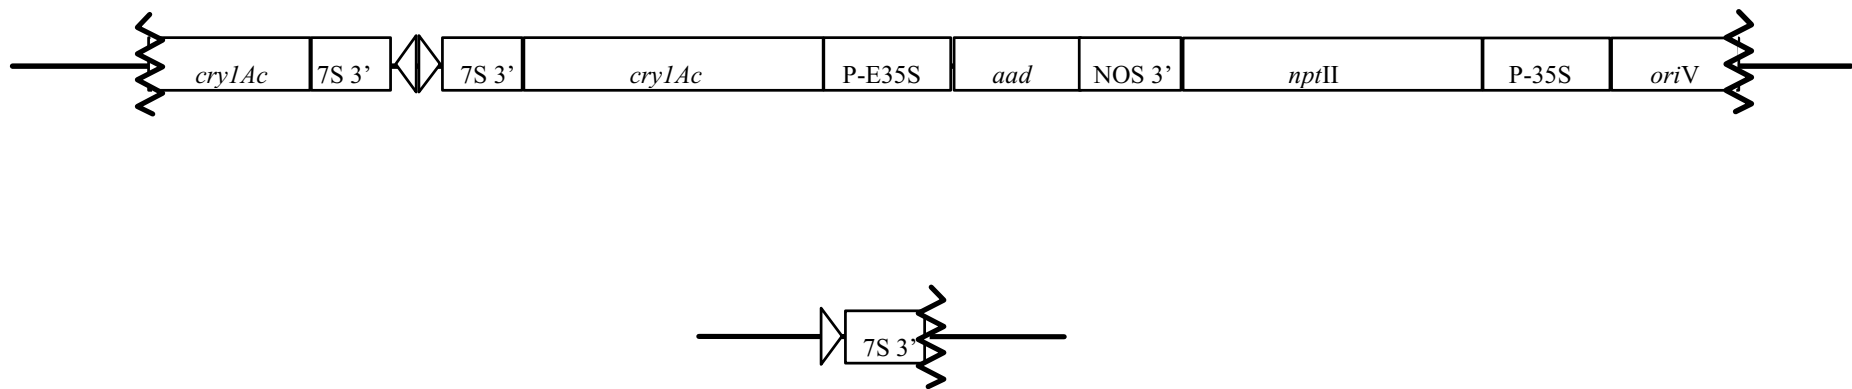 cry1Ac 7S 3’ 7S 3’ cry1Ac P-E35S aad NOS 3’ nptII P-35S oriV
7S 3’